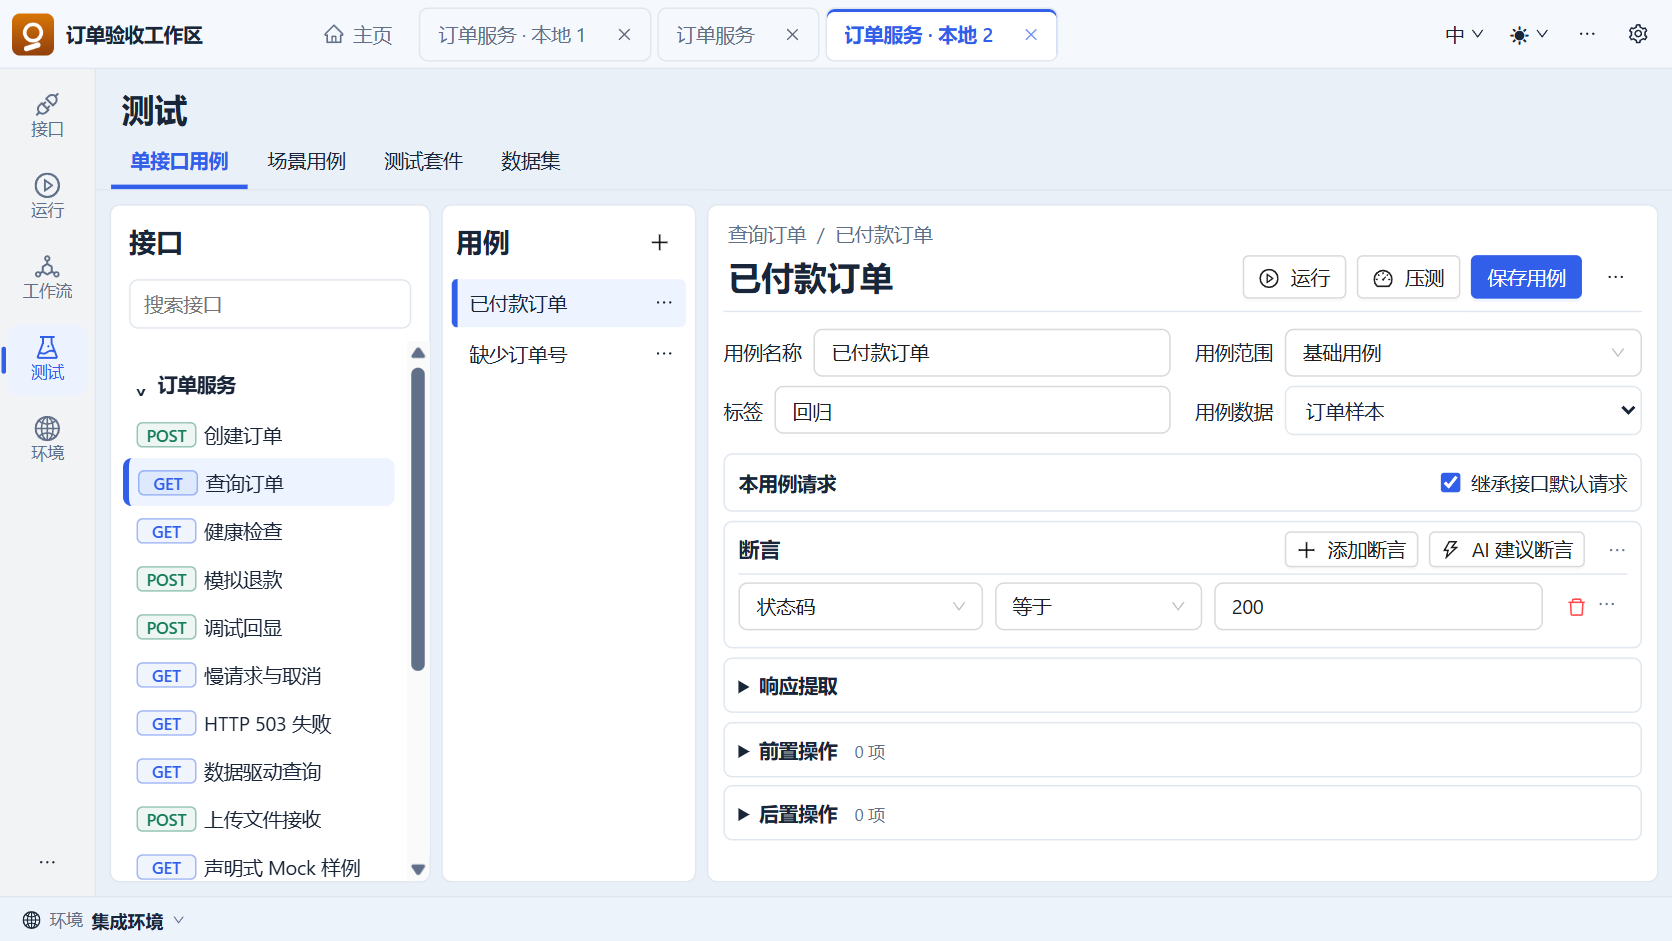 订单验收工作区
主页
订单服务 · 本地 1
订单服务
订单服务 · 本地 2
中
接口
运行
工作流
测试
环境
测试
单接口用例
场景用例
测试套件
数据集
接口
搜索接口
订单服务
POST 创建订单
GET 查询订单
GET 健康检查
POST 模拟退款
POST 调试回显
GET 慢请求与取消
GET HTTP 503 失败
GET 数据驱动查询
POST 上传文件接收
GET 声明式 Mock 样例
用例
已付款订单
缺少订单号
查询订单 / 已付款订单
已付款订单
运行
压测
保存用例
用例名称 已付款订单
用例范围 基础用例
标签 回归
用例数据 订单样本
本用例请求
继承接口默认请求
断言
添加断言
AI 建议断言
状态码
等于
200
响应提取
前置操作 0 项
后置操作 0 项
环境 集成环境